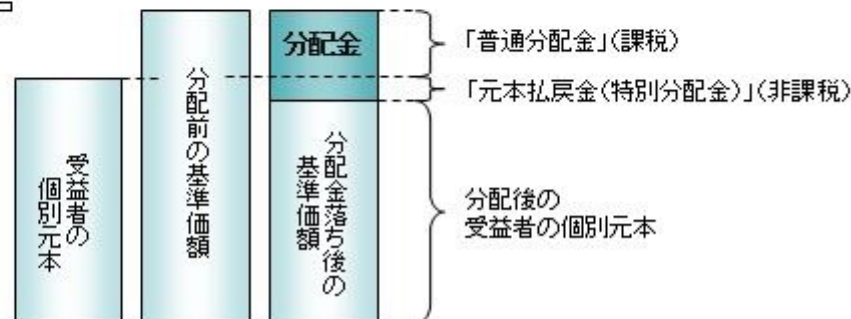 分配金
「普通分配金」(課税)
「元本払戻金(特別分配金)」(非課税)
受益者の
個別元本
分配前の基準価額
分配金落ち後の
基準価額
分配後の
受益者の個別元本